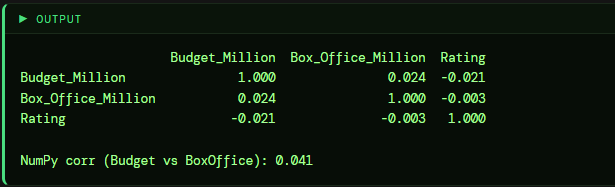 ▶ OUTPUT
Budget_Million Box_Office_Million Rating
Budget_Million 1.000 0.024 -0.021
Box_Office_Million 0.024 1.000 -0.003
Rating -0.021 -0.003 1.000
NumPy corr (Budget vs BoxOffice): 0.041